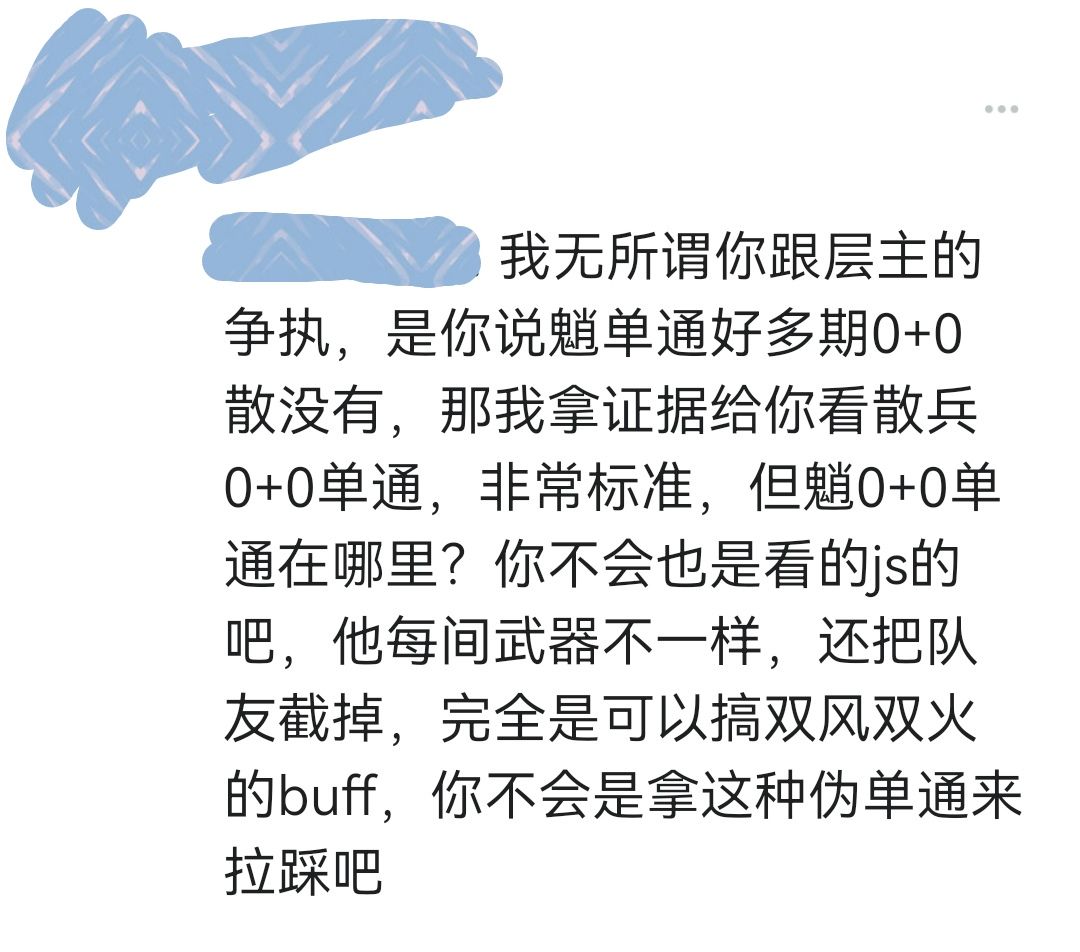 我无所谓你跟层主的
争执，是你说魈单通好多期0+0
散没有，那我拿证据给你看散兵
0+0单通，非常标准，但魈0+0单
通在哪里？你不会也是看的js的
吧，他每间武器不一样，还把队
友截掉，完全是可以搞双风双火
的buff，你不会是拿这种伪单通来
拉踩吧